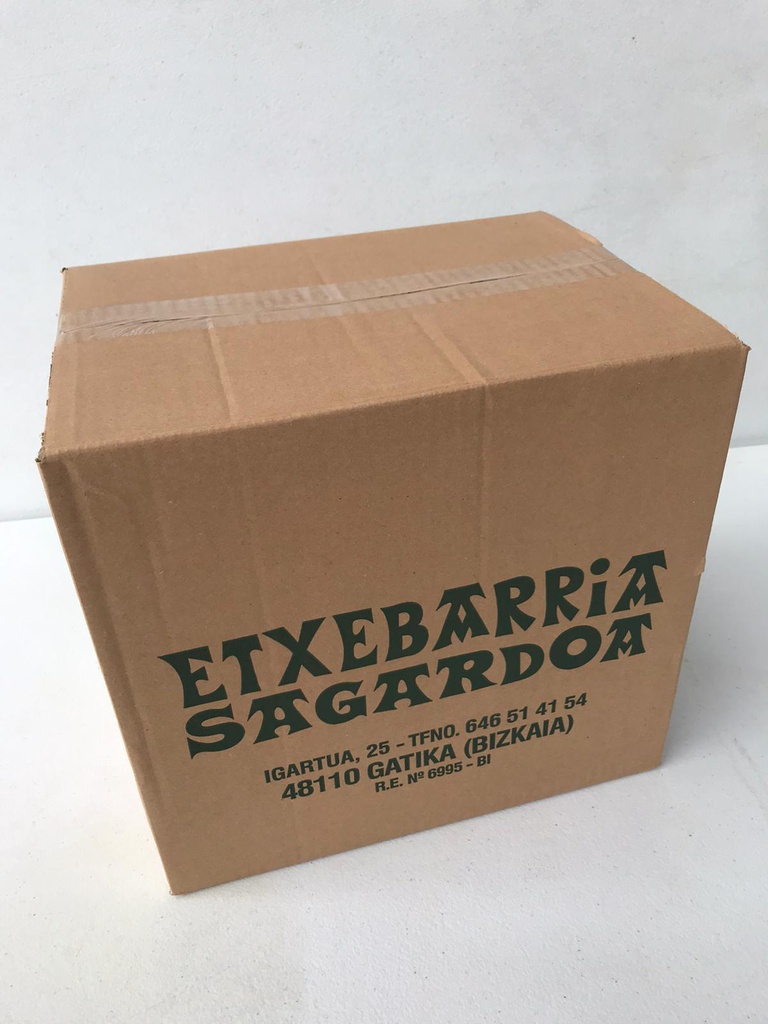 ETXEBARRiA
SAGARDOA
IGARTUA, 25 - TFNO. 646 51 41 54
48110 GATIKA (BIZKAIA)
R.E. Nº 6995 - BI